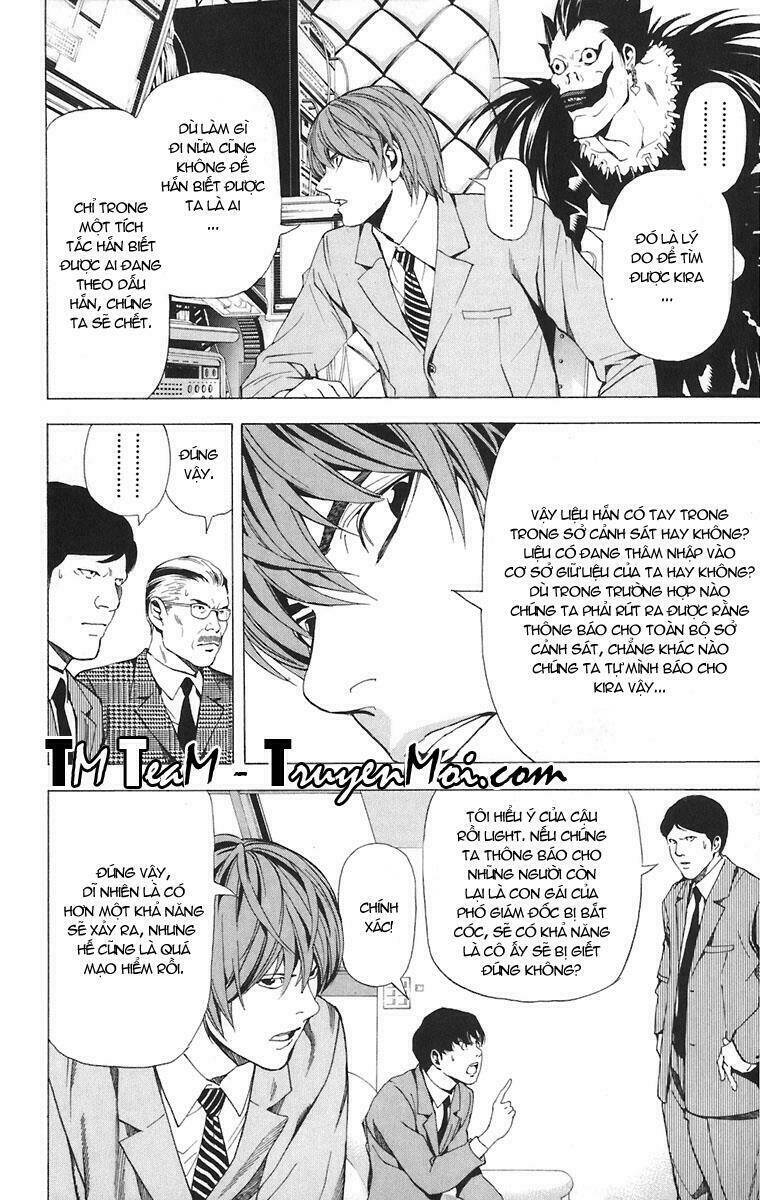 .......
.......
ĐÓ LÀ LÝ
DO ĐỂ TÌM
ĐƯỢC KIRA
...
DÙ LÀM GÌ
ĐI NỮA CŨNG
KHÔNG ĐỂ
HẮN BIẾT ĐƯỢC
TA LÀ AI
...
CHỈ TRONG
MỘT TÍCH
TẮC HẮN BIẾT
ĐƯỢC AI ĐANG
THEO DẤU
HẮN, CHÚNG
TA SẼ CHẾT.
VẬY LIỆU HẮN CÓ TAY TRONG
TRONG SỞ CẢNH SÁT HAY KHÔNG?
LIỆU CÓ ĐANG THÂM NHẬP VÀO
CƠ SỞ GIỮ LIỆU CỦA TA HAY KHÔNG?
DÙ TRONG TRƯỜNG HỢP NÀO
CHÚNG TA PHẢI RÚT RA ĐƯỢC RẰNG
THÔNG BÁO CHO TOÀN BỘ SỞ
CẢNH SÁT, CHẲNG KHÁC NÀO
CHÚNG TA TỰ MÌNH BÁO CHO
KIRA VẬY...
ĐÚNG
VẬY.
.......
TM TeaM - TruyenMoi.com
TÔI HIỂU Ý CỦA CẬU
RỒI LIGHT. NẾU CHÚNG
TA THÔNG BÁO CHO
NHỮNG NGƯỜI CÒN
LẠI LÀ CON GÁI CỦA
PHÓ GIÁM ĐỐC BỊ BẮT
CÓC, SẼ CÓ KHẢ NĂNG
LÀ CÔ ẤY SẼ BỊ GIẾT
ĐÚNG KHÔNG?
CHÍNH
XÁC!
ĐÚNG VẬY,
DĨ NHIÊN LÀ CÓ
HƠN MỘT KHẢ NĂNG
SẼ XẢY RA, NHƯNG
HẾ CŨNG LÀ QUÁ
MẠO HIỂM RỒI.